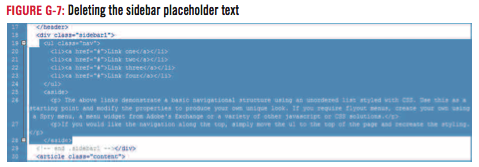 FIGURE G-7: Deleting the sidebar placeholder text
17 </header>
18 <div class="sidebar1">
19 <ul class="nav">
20 <li><a href="#">Link one</a></li>
21 <li><a href="#">Link two</a></li>
22 <li><a href="#">Link three</a></li>
23 <li><a href="#">Link four</a></li>
24 </ul>
25 <aside>
26 <p> The above links demonstrate a basic navigational structure using an unordered list styled with CSS. Use this as a
starting point and modify the properties to produce your own unique look. If you require flyout menus, create your own using
a Spry menu, a menu widget from Adobe's Exchange or a variety of other javascript or CSS solutions.</p>
27 <p>If you would like the navigation along the top, simply move the ul to the top of the page and recreate the styling.
</p>
28 </aside>
29 <!-- end .sidebar1 --></div>
30 <article class="content">